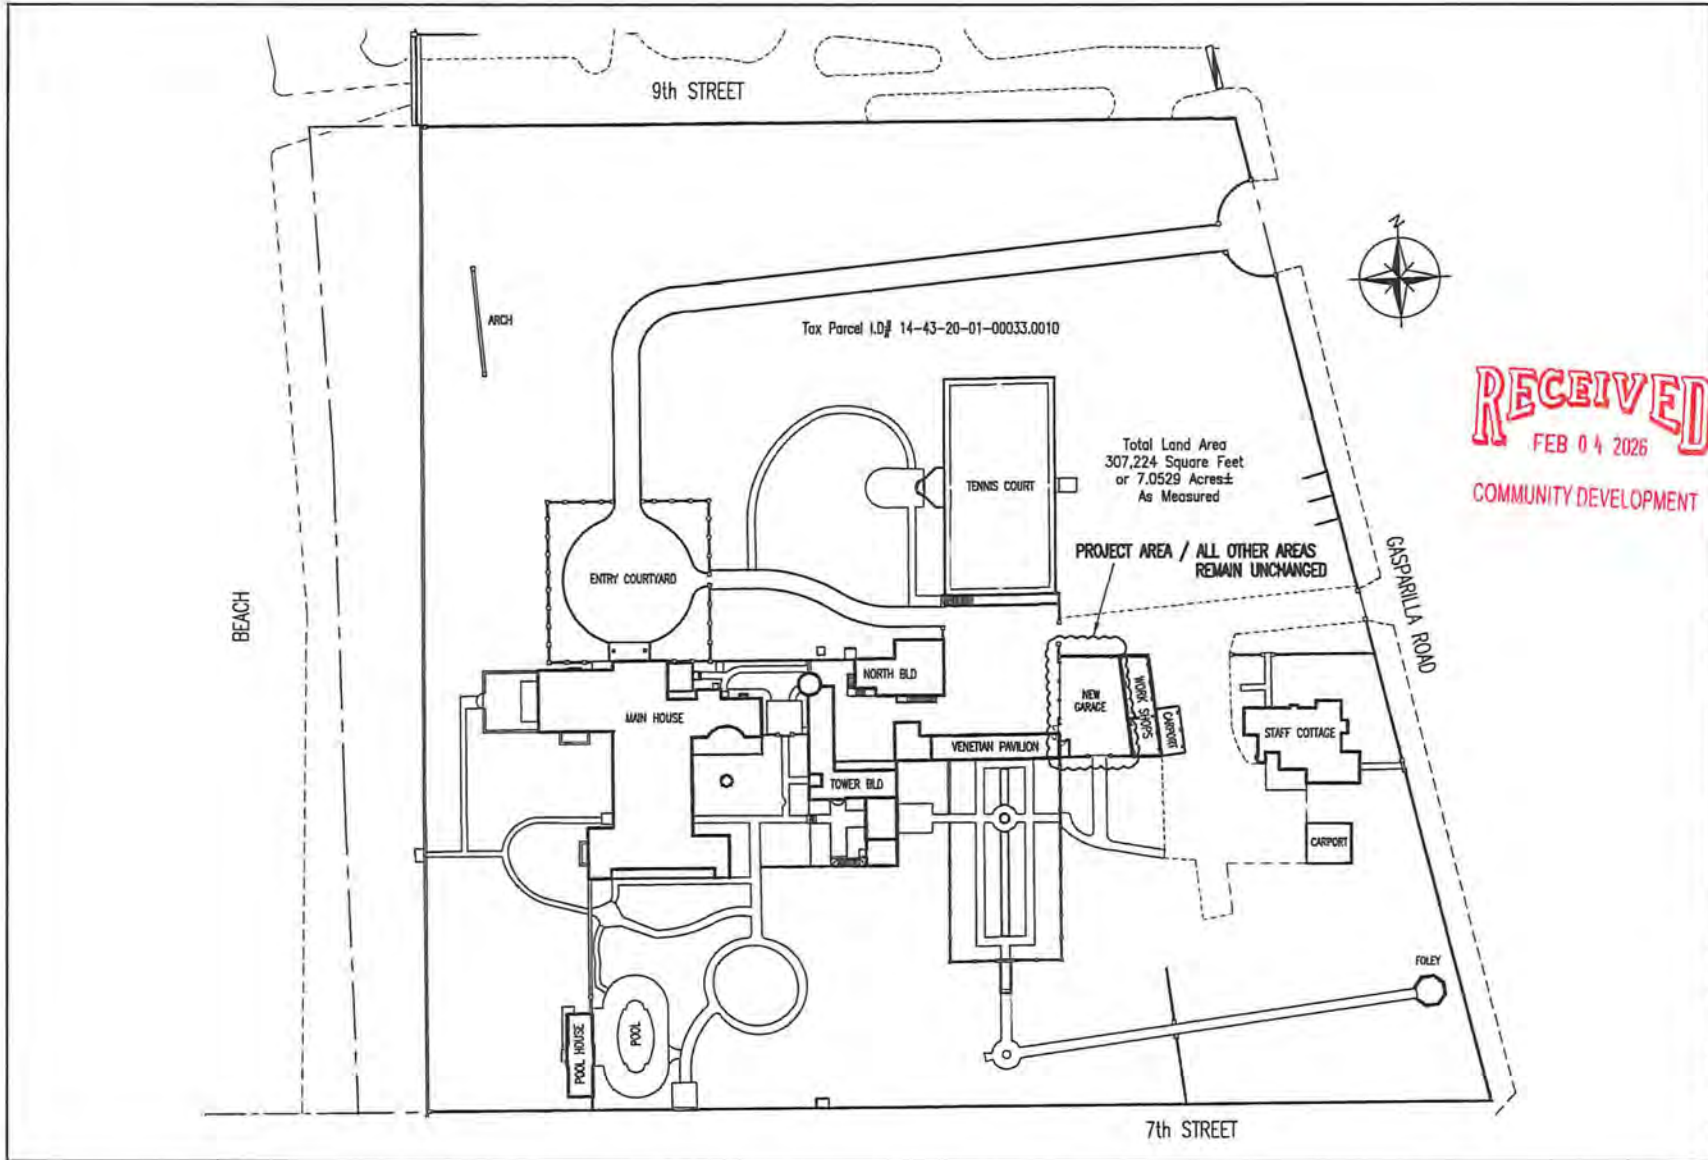 9th STREET
N
ARCH
Tax Parcel I.D.# 14-43-20-01-00033.0010
RECEIVED
FEB 04 2026
COMMUNITY DEVELOPMENT
Total Land Area
307,224 Square Feet
or 7.0529 Acres±
As Measured
TENNIS COURT
PROJECT AREA / ALL OTHER AREAS
REMAIN UNCHANGED
ENTRY COURTYARD
GASPARILLA ROAD
BEACH
NORTH BLD
NEW
GARAGE
WORK SHOPS
CARPORT
MAIN HOUSE
STAFF COTTAGE
VENETIAN PAVILION
TOWER BLD
CARPORT
FOLEY
POOL HOUSE
POOL
7th STREET